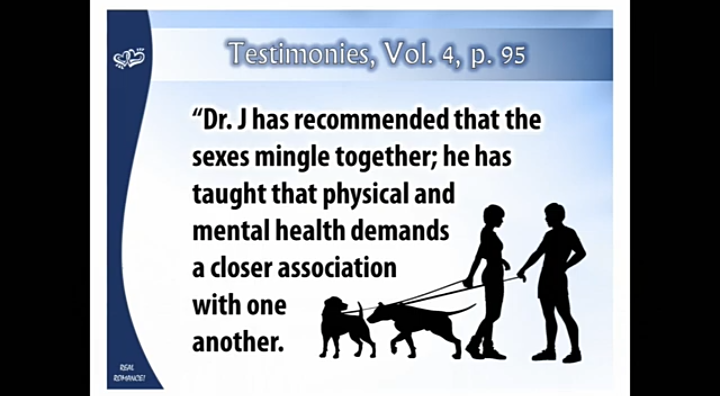 Testimonies, Vol. 4, p. 95
“Dr. J has recommended that the
sexes mingle together; he has
taught that physical and
mental health demands
a closer association
with one
another.
REAL
ROMANCE!